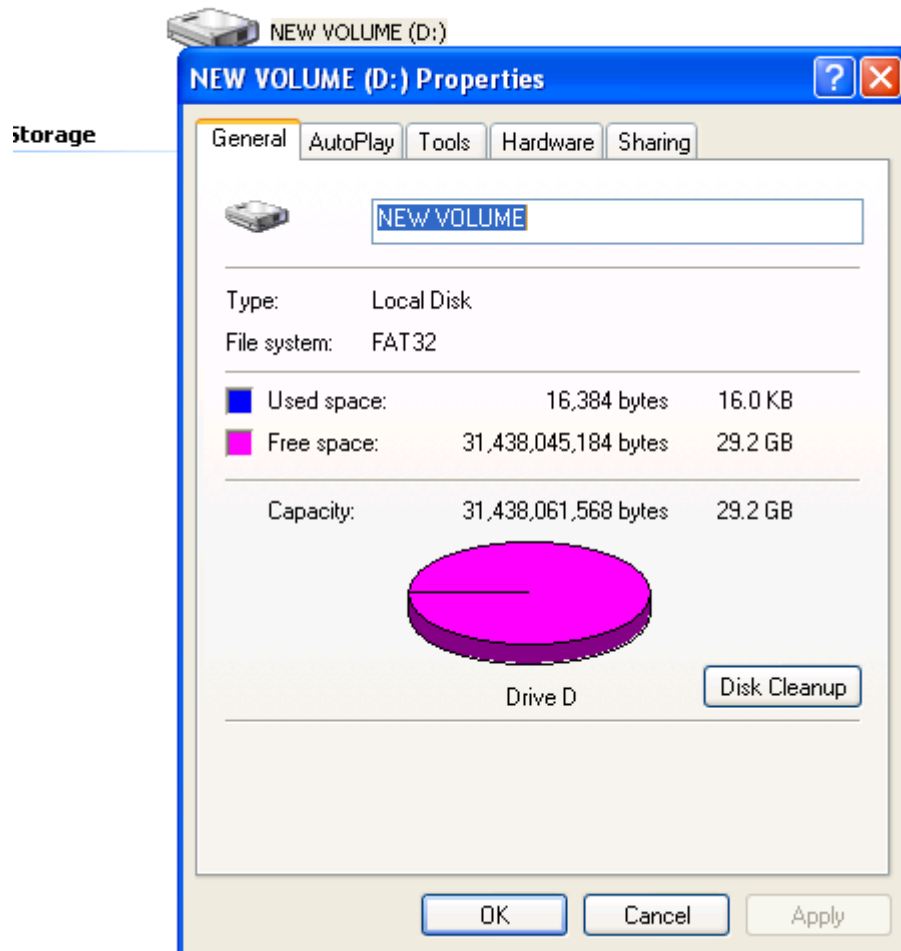 NEW VOLUME (D:)
NEW VOLUME (D:) Properties
Storage
General AutoPlay Tools Hardware Sharing
NEW VOLUME
Type: Local Disk
File system: FAT32
Used space: 16,384 bytes 16.0 KB
Free space: 31,438,045,184 bytes 29.2 GB
Capacity: 31,438,061,568 bytes 29.2 GB
Drive D
Disk Cleanup
OK Cancel Apply